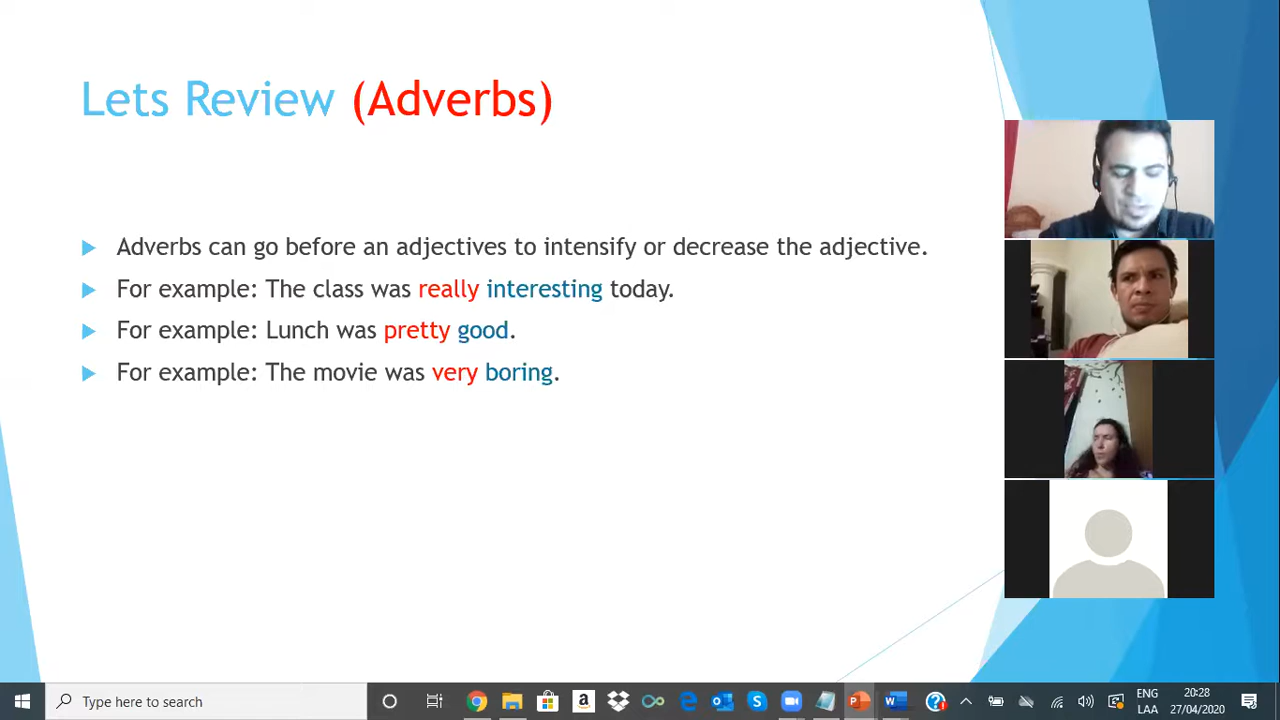 Lets Review (Adverbs)
Adverbs can go before an adjectives to intensify or decrease the adjective.
For example: The class was really interesting today.
For example: Lunch was pretty good.
For example: The movie was very boring.
Type here to search
ENG
LAA
20:28
27/04/2020